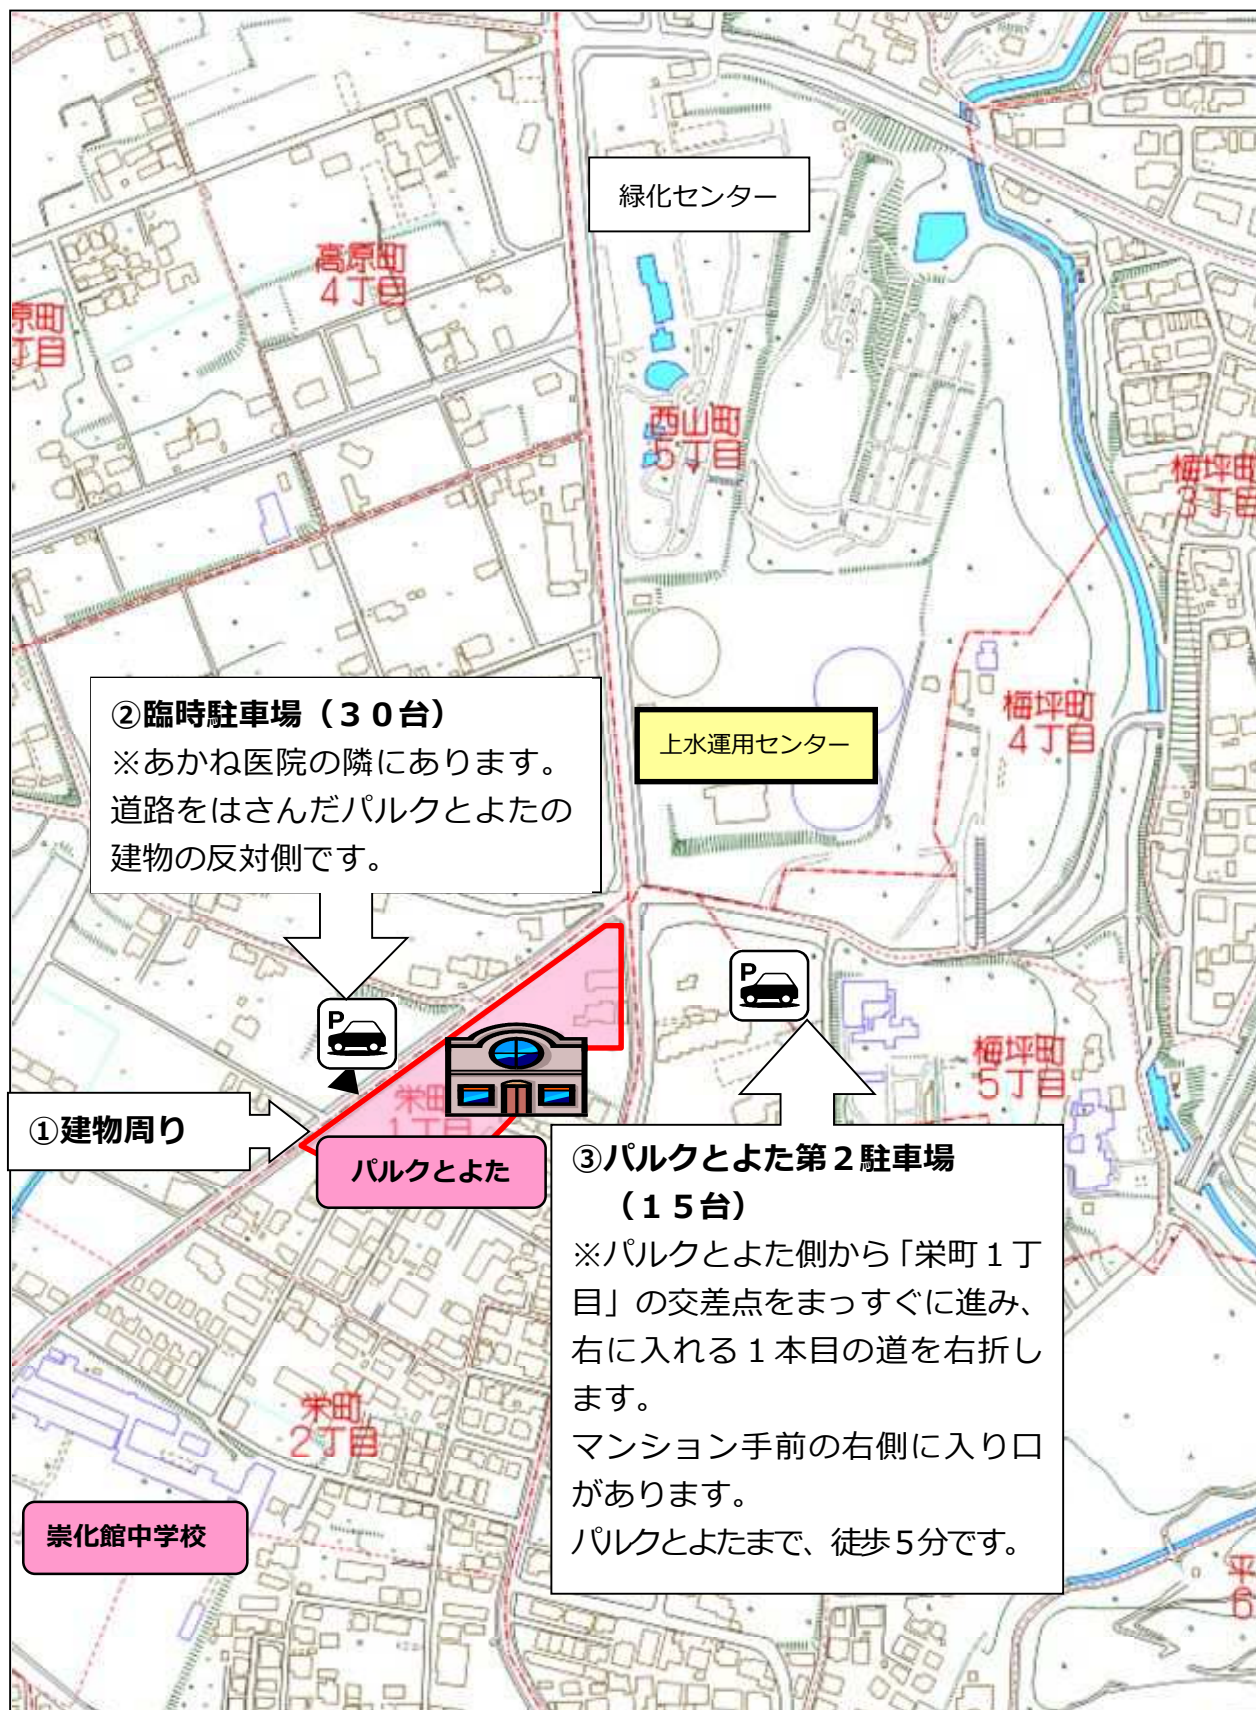 緑化センター
高原町
4丁目
原町
丁目
西山町
5丁目
梅坪町
3丁目
②臨時駐車場（３０台）
※あかね医院の隣にあります。
道路をはさんだパルクとよたの
建物の反対側です。
上水運用センター
梅坪町
4丁目
P
P
梅坪町
5丁目
①建物周り
栄町
1丁目
パルクとよた
③パルクとよた第２駐車場
（１５台）
※パルクとよた側から「栄町１丁
目」の交差点をまっすぐに進み、
右に入れる１本目の道を右折し
ます。
マンション手前の右側に入り口
があります。
パルクとよたまで、徒歩５分です。
栄町
2丁目
崇化館中学校
平
6